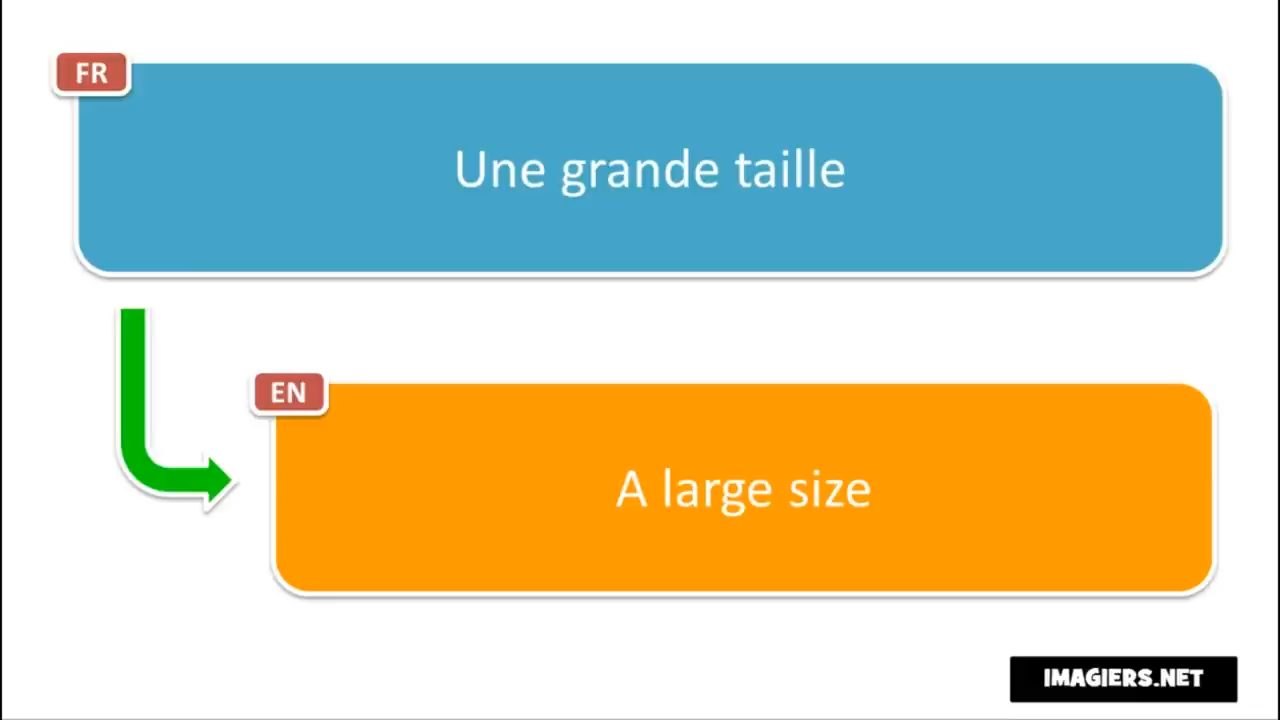 FR
Une grande taille
EN
A large size
IMAGIERS.NET